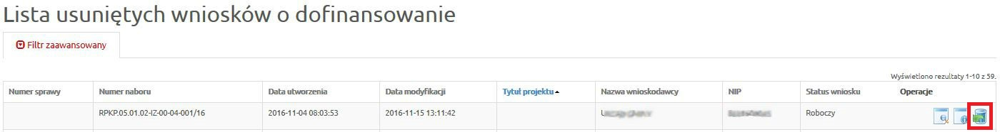 Lista usuniętych wniosków o dofinansowanie
Filtr zaawansowany
Wyświetlono rezultaty 1-10 z 59.
Numer sprawy Numer naboru Data utworzenia Data modyfikacji Tytuł projektu Nazwa wnioskodawcy NIP Status wniosku Operacje
RPKP.05.01.02-IZ-00-04-001/16 2016-11-04 08:03:53 2016-11-15 13:11:42 Roboczy